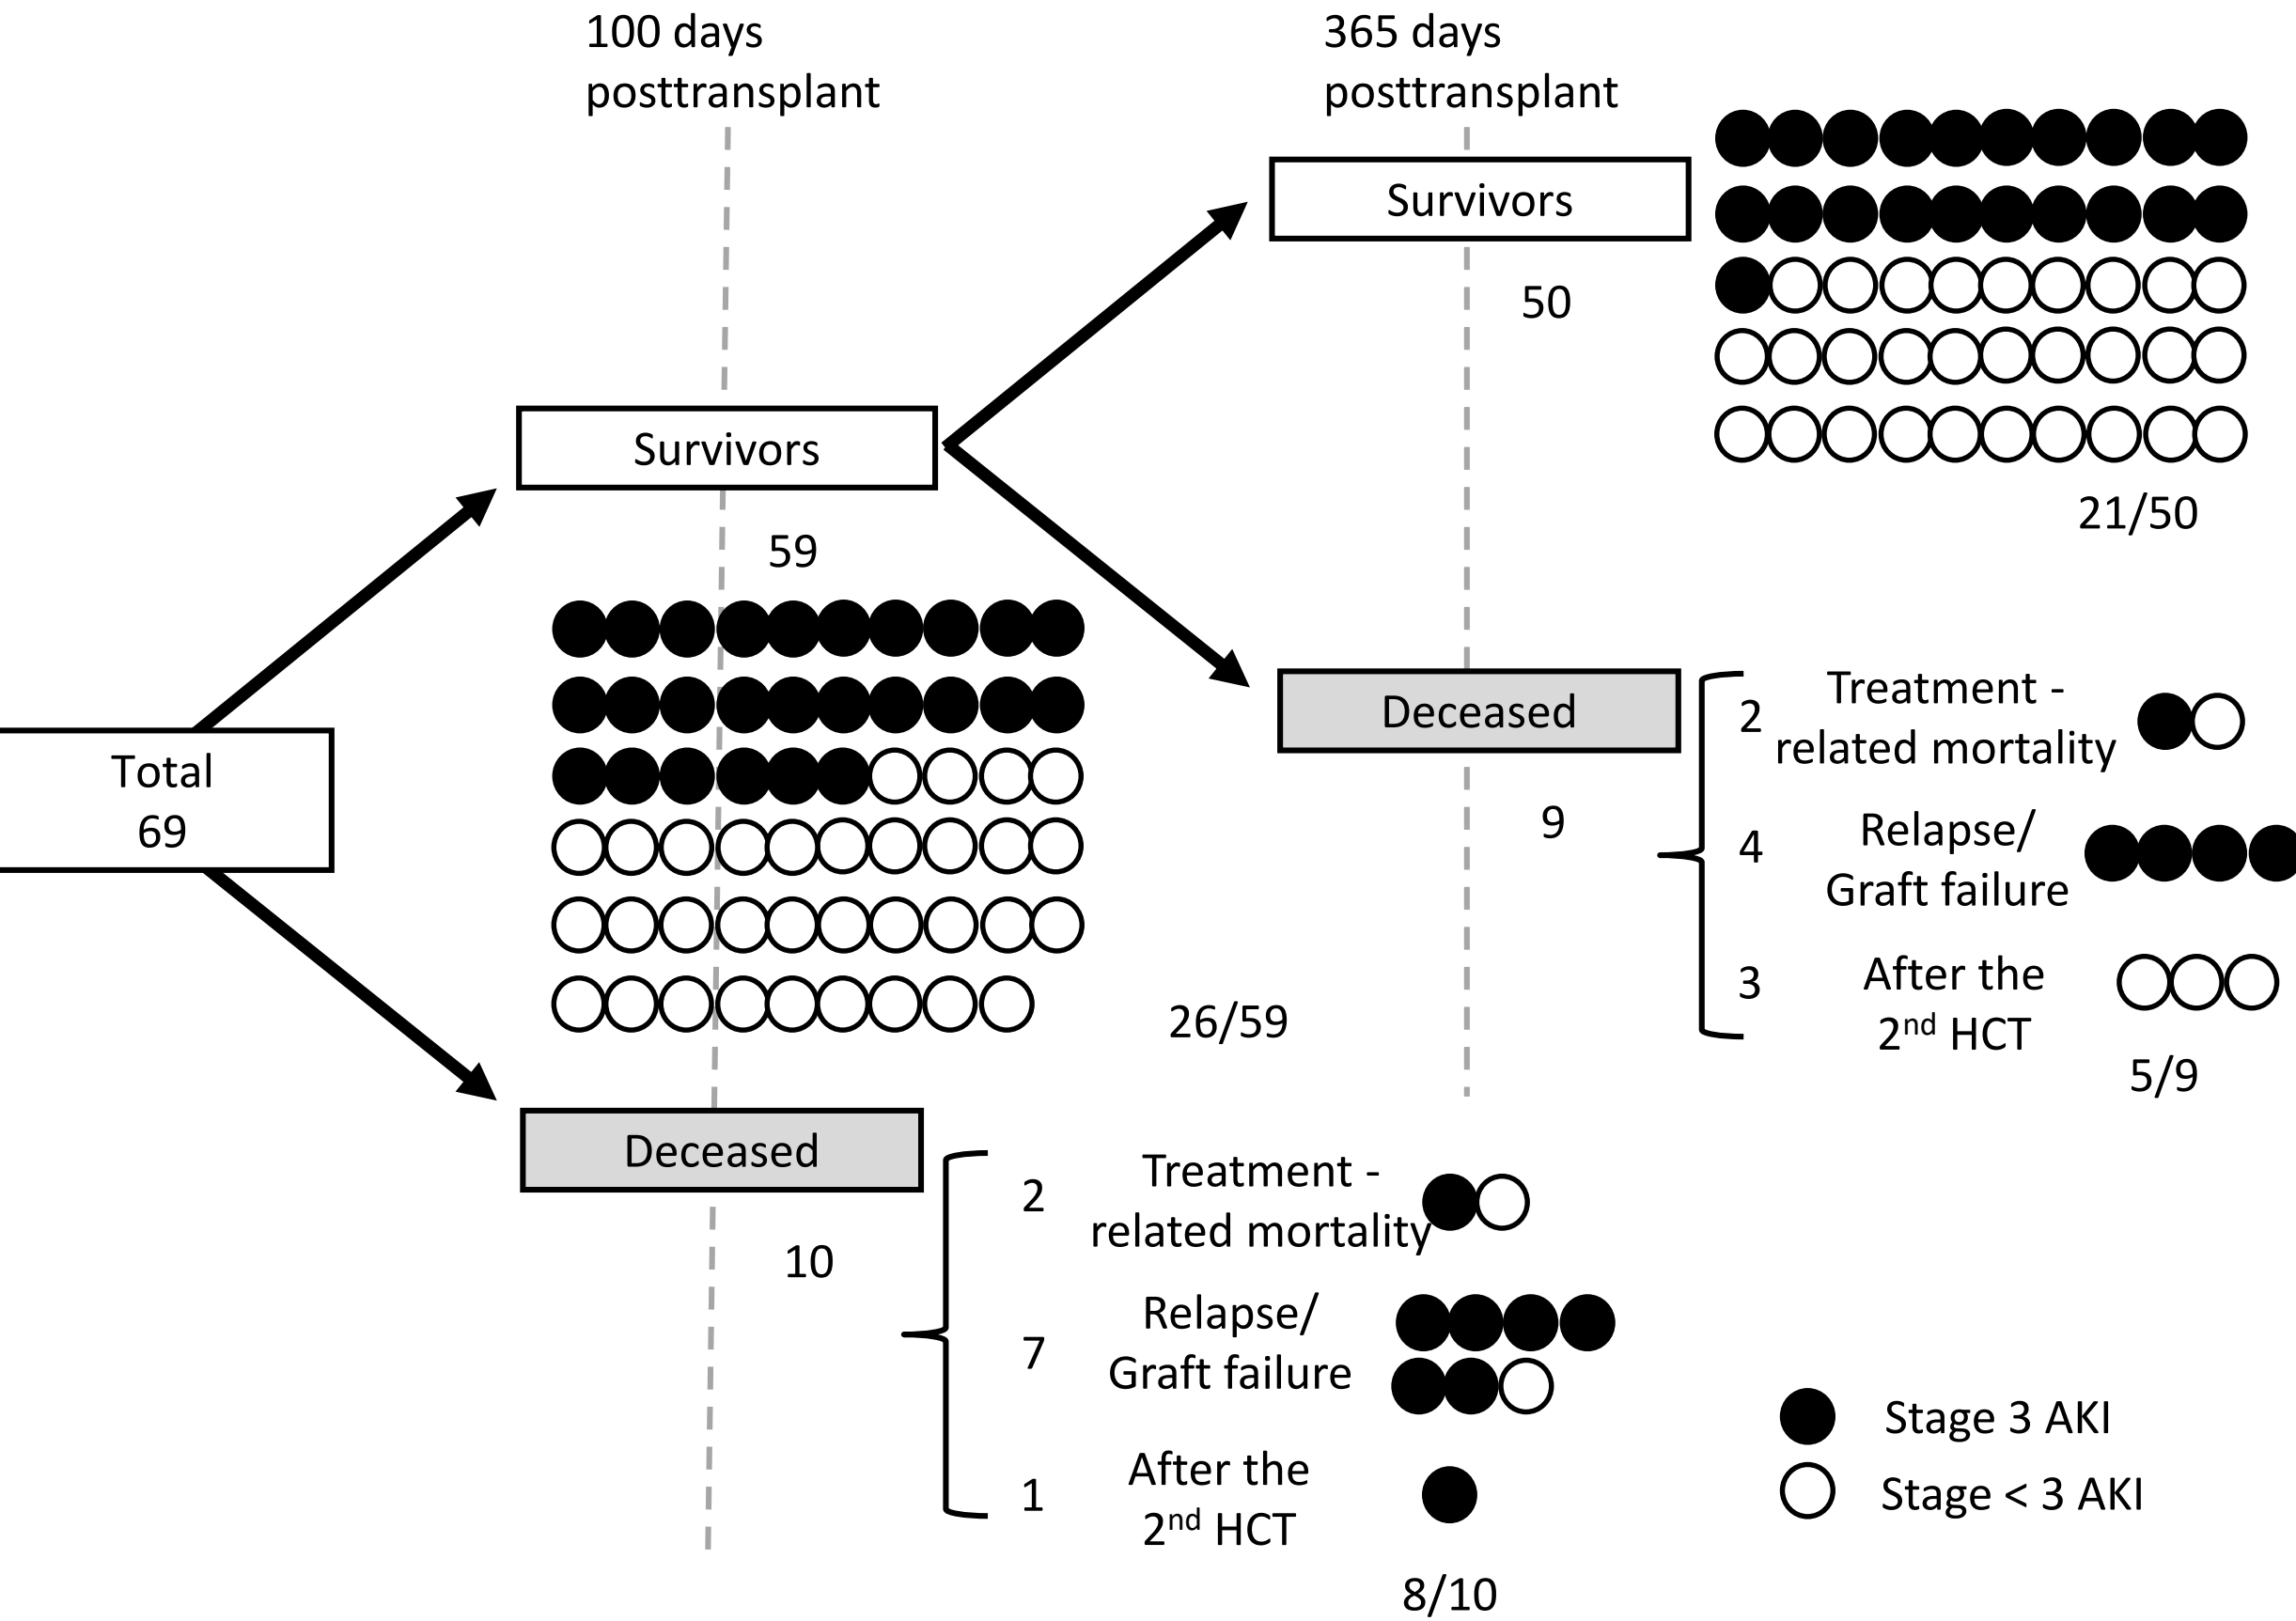 100 days
posttransplant
365 days
posttransplant
Survivors
50
21/50
Survivors
59
26/59
Total
69
Deceased
9
2
Treatment -
related mortality
4
Relapse/
Graft failure
3
After the
2nd HCT
5/9
Deceased
10
2
Treatment -
related mortality
7
Relapse/
Graft failure
1
After the
2nd HCT
8/10
Stage 3 AKI
Stage < 3 AKI